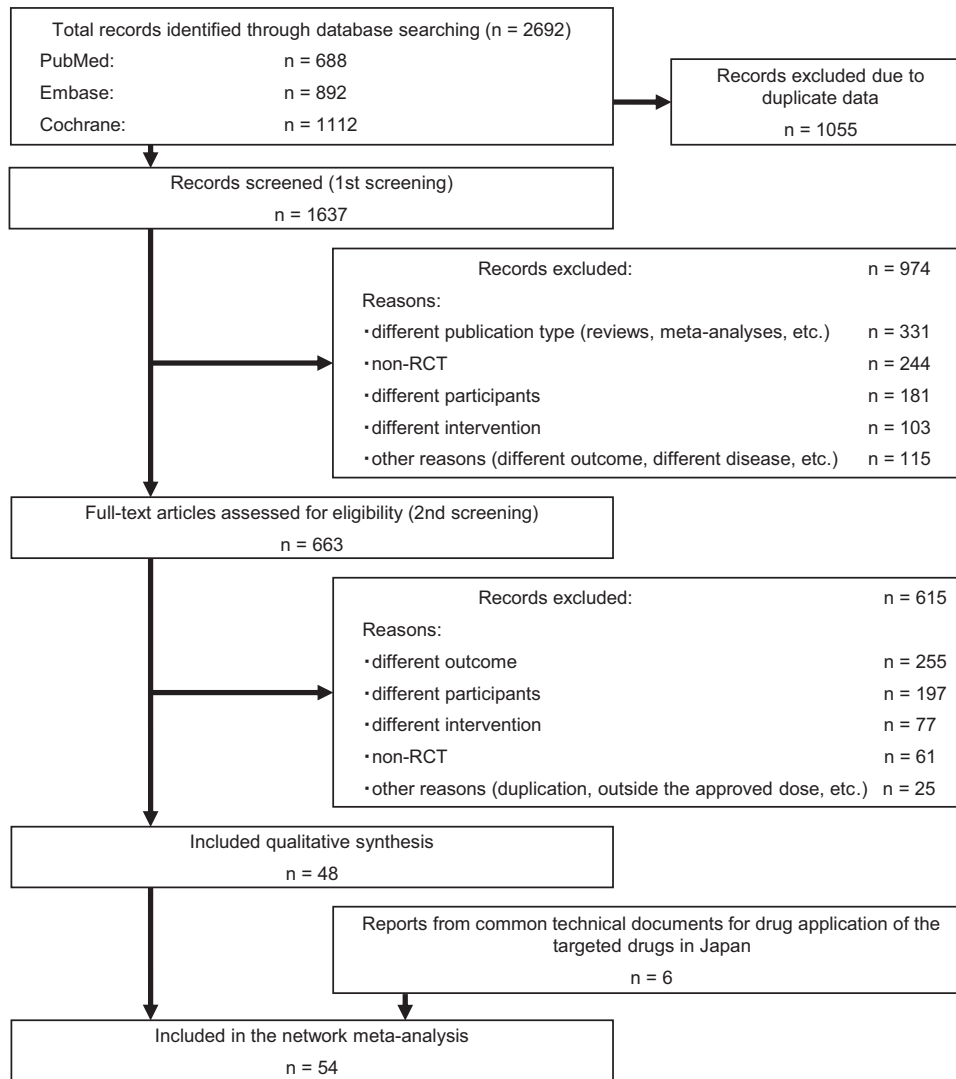 Total records identified through database searching (n = 2692)
PubMed: n = 688
Embase: n = 892
Cochrane: n = 1112
Records excluded due to
duplicate data
n = 1055
Records screened (1st screening)
n = 1637
Records excluded: n = 974
Reasons:
・different publication type (reviews, meta-analyses, etc.) n = 331
・non-RCT n = 244
・different participants n = 181
・different intervention n = 103
・other reasons (different outcome, different disease, etc.) n = 115
Full-text articles assessed for eligibility (2nd screening)
n = 663
Records excluded: n = 615
Reasons:
・different outcome n = 255
・different participants n = 197
・different intervention n = 77
・non-RCT n = 61
・other reasons (duplication, outside the approved dose, etc.) n = 25
Included qualitative synthesis
n = 48
Reports from common technical documents for drug application of the
targeted drugs in Japan
n = 6
Included in the network meta-analysis
n = 54